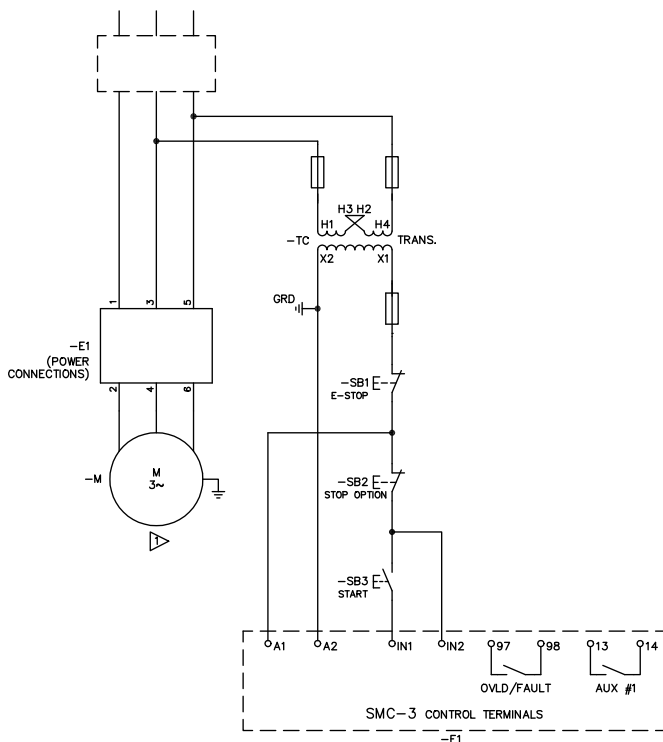 H3 H2
H1
H4
-TC
TRANS.
X2
X1
GRD
1
3
5
-E1
(POWER
CONNECTIONS)
2
4
6
-SB1
E-STOP
-M
M
3~
1
-SB2
STOP OPTION
-SB3
START
A1
A2
IN1
IN2
97
98
13
14
OVLD/FAULT
AUX #1
SMC-3 CONTROL TERMINALS
-E1